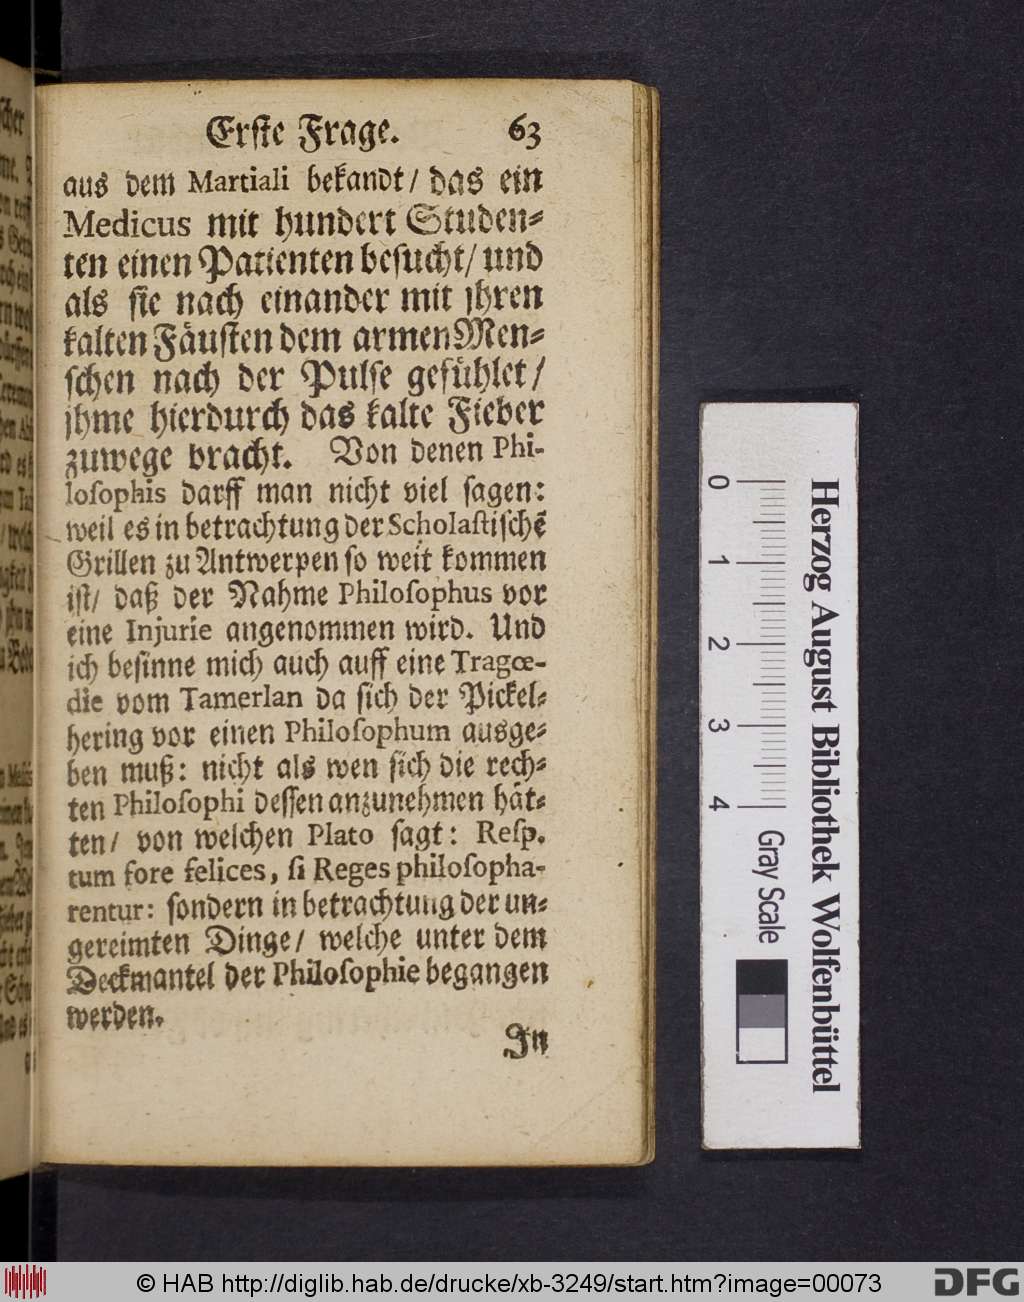 Erſte Frage. 63
aus dem Martiali bekandt/ das ein
Medicus mit hundert Studen⸗
ten einen Patienten beſucht/ und
als ſie nach einander mit jhren
kalten Fäuſten dem armen Men⸗
ſchen nach der Pulſe gefühlet/
jhme hierdurch das kalte Fieber
zuwege bracht. Von denen Phi-
loſophis darff man nicht viel ſagen:
weil es in betrachtung der Scholaſtiſchẽ
Grillen zu Antwerpen ſo weit kommen
iſt/ daß der Nahme Philoſophus vor
eine Injurie angenommen wird. Und
ich beſinne mich auch auff eine Tragœ-
die vom Tamerlan da ſich der Pickel⸗
hering vor einen Philoſophum ausge⸗
ben muß: nicht als wen ſich die rech⸗
ten Philoſophi deſſen anzunehmen hät⸗
ten/ von welchen Plato ſagt: Reſp.
tum fore felices, ſi Reges philoſopha-
rentur: ſondern in betrachtung der un⸗
gereimten Dinge/ welche unter dem
Deckmantel der Philoſophie begangen
werden.
In
0 1 2 3 4
Gray Scale
Herzog August Bibliothek Wolfenbüttel
© HAB http://diglib.hab.de/drucke/xb-3249/start.htm?image=00073
DFG